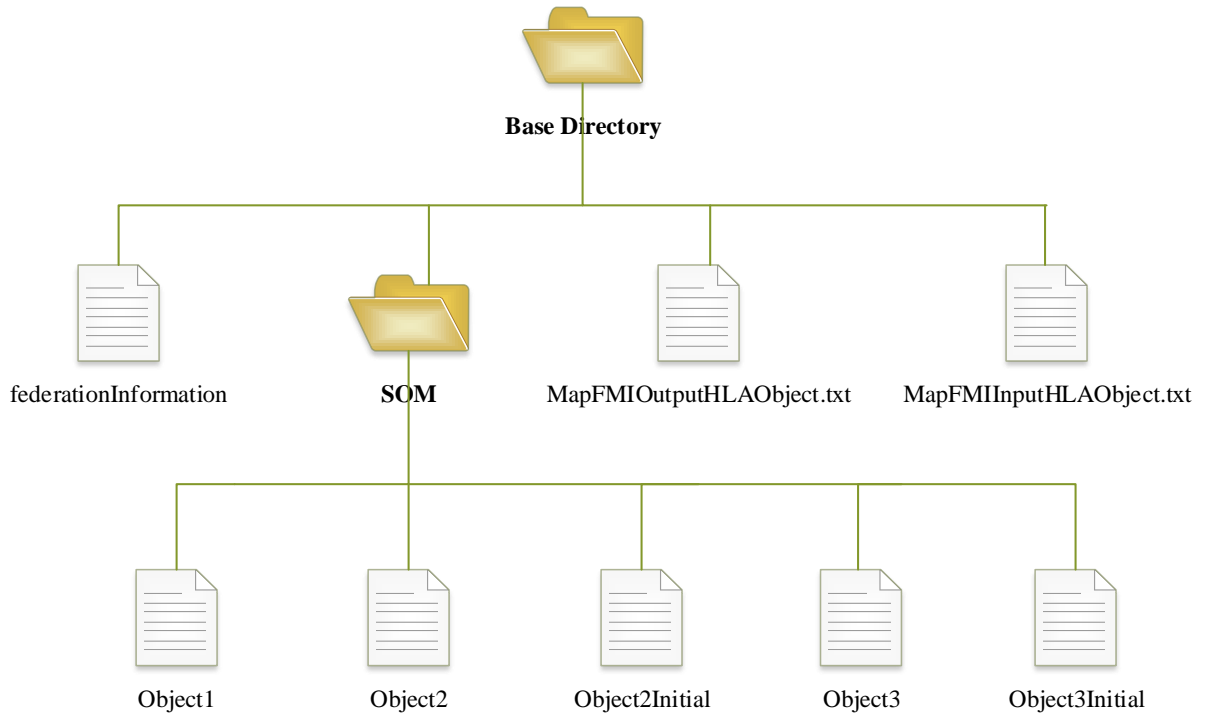 Base Directory
federationInformation
SOM
MapFMIOutputHLAObject.txt
MapFMIInputHLAObject.txt
Object1
Object2
Object2Initial
Object3
Object3Initial